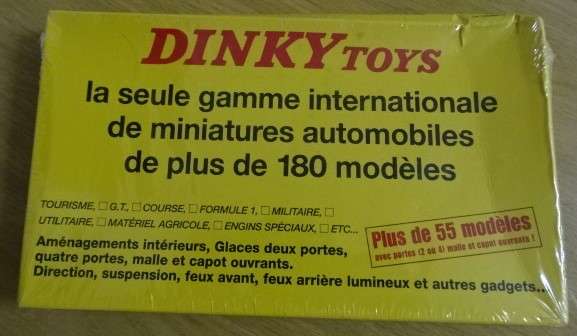 DINKY TOYS
la seule gamme internationale
de miniatures automobiles
de plus de 180 modèles
TOURISME, □ G.T., □ COURSE, □ FORMULE 1, □ MILITAIRE, □
UTILITAIRE, □ MATÉRIEL AGRICOLE, □ ENGINS SPÉCIAUX, □ ETC...
Plus de 55 modèles
avec portes (2 ou 4) malle et capot ouvrants !
Aménagements intérieurs, Glaces deux portes,
quatre portes, malle et capot ouvrants.
Direction, suspension, feux avant, feux arrière lumineux et autres gadgets...